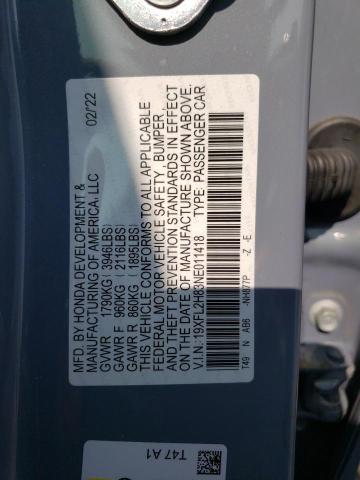 MFD. BY HONDA DEVELOPMENT & 02/'22
MANUFACTURING OF AMERICA, LLC
GVWR 1790KG ( 3946LBS)
GAWR F 960KG ( 2116LBS)
GAWR R 860KG ( 1895LBS)
THIS VEHICLE CONFORMS TO ALL APPLICABLE
FEDERAL MOTOR VEHICLE SAFETY, BUMPER,
AND THEFT PREVENTION STANDARDS IN EFFECT
ON THE DATE OF MANUFACTURE SHOWN ABOVE.
V.I.N: 19XFL2H83NE011418 TYPE: PASSENGER CAR
T49 N AB6 -NH877P -Z -E
T47 A1